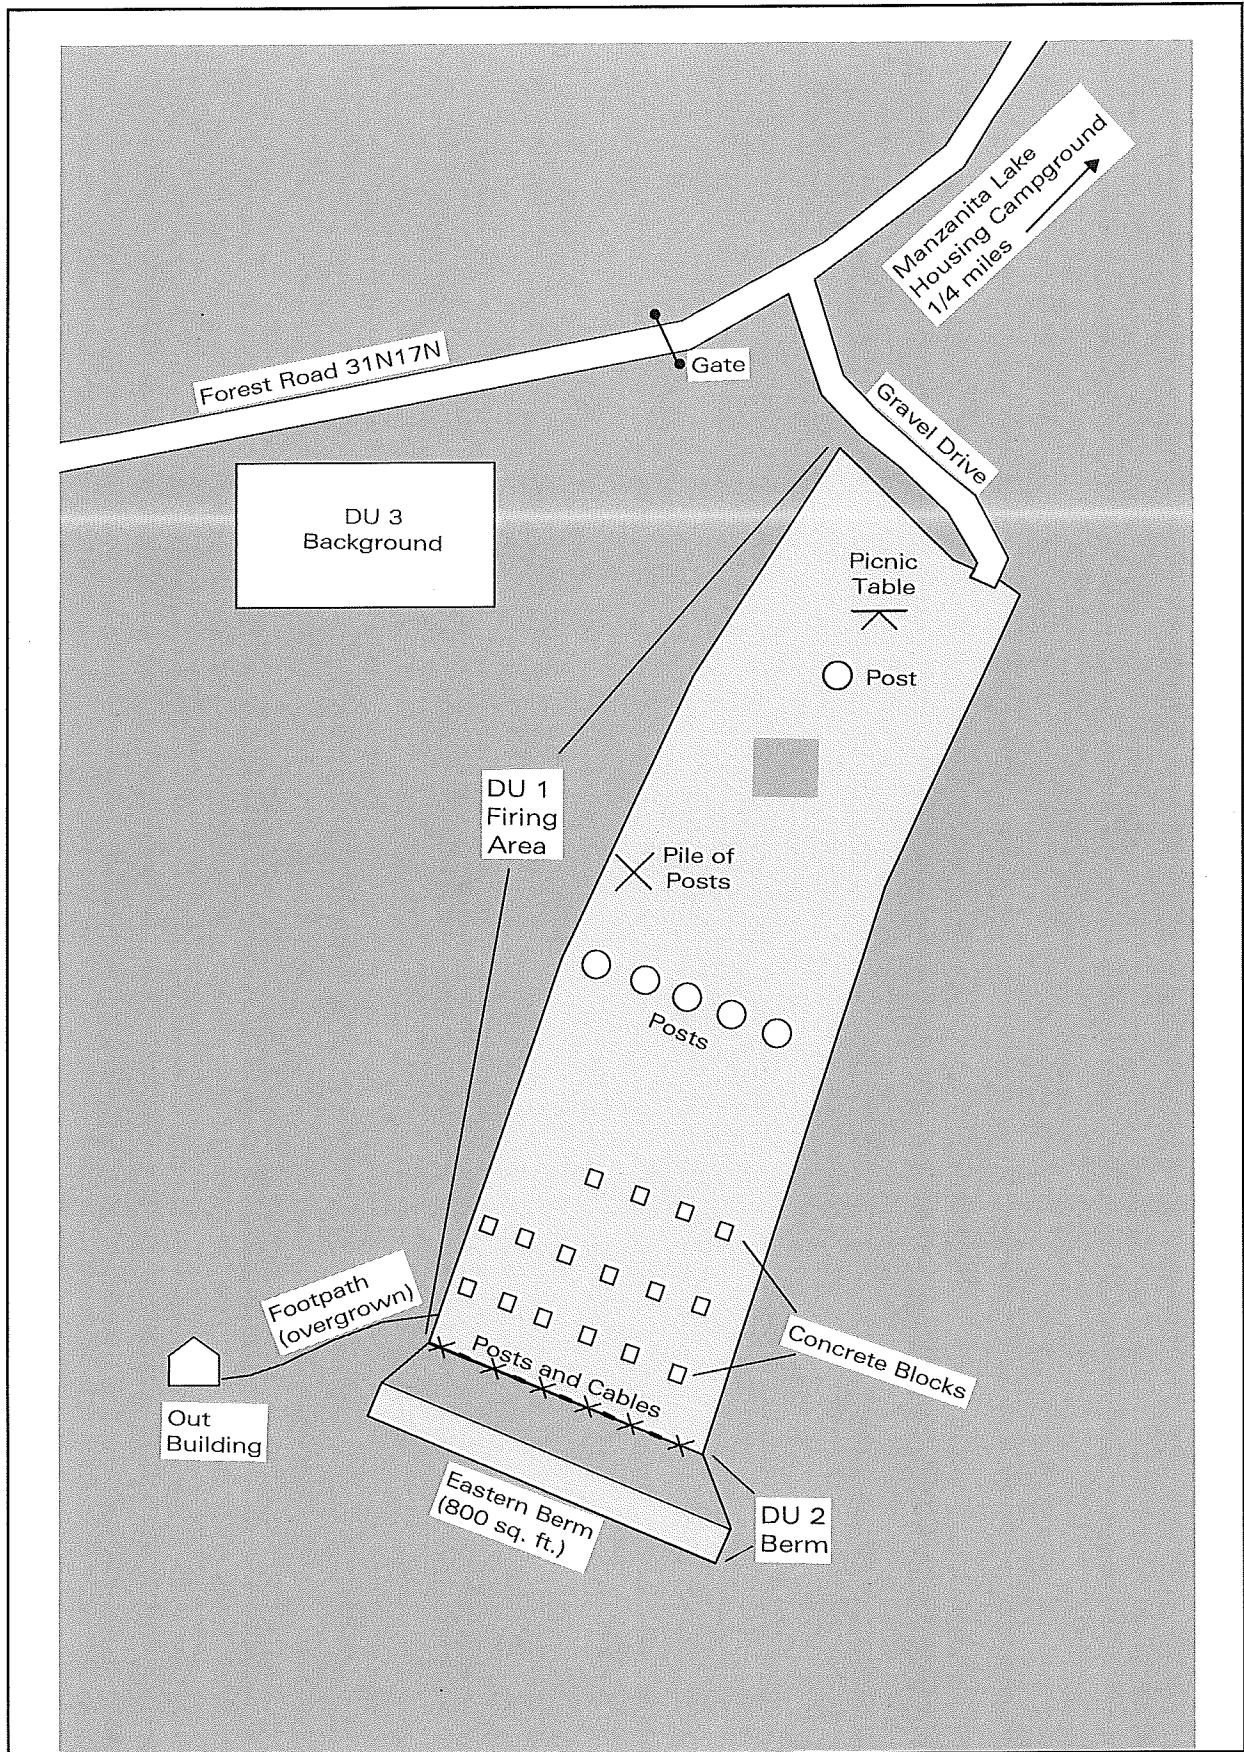 Manzanita Lake
Housing Campground
1/4 miles
Forest Road 31N17N
Gate
Gravel Drive
DU 3
Background
Picnic
Table
Post
DU 1
Firing
Area
Pile of
Posts
Posts
Footpath
(overgrown)
Concrete Blocks
Posts and Cables
Out
Building
Eastern Berm
(800 sq. ft.)
DU 2
Berm